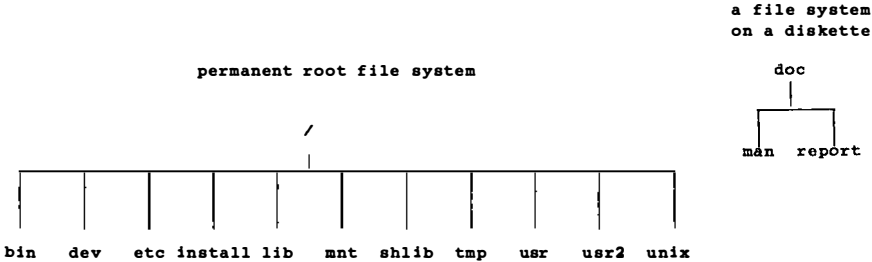 a file system
on a diskette
permanent root file system
doc
/
man report
bin dev etc install lib mnt shlib tmp usr usr2 unix